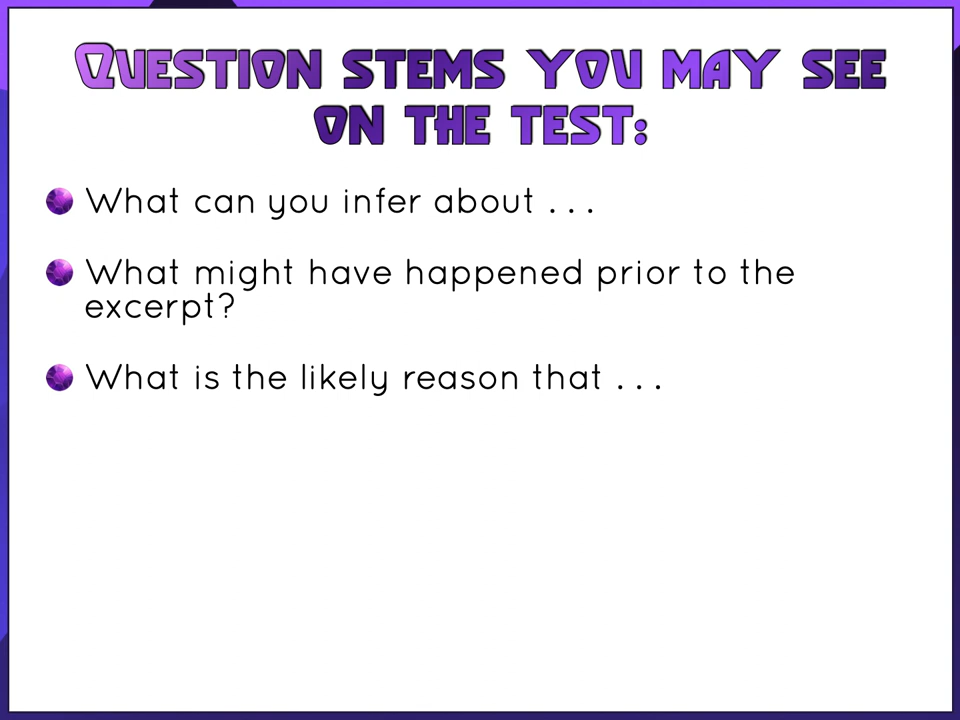 Question stems you may see
on the test:
What can you infer about . . .
What might have happened prior to the
excerpt?
What is the likely reason that . . .